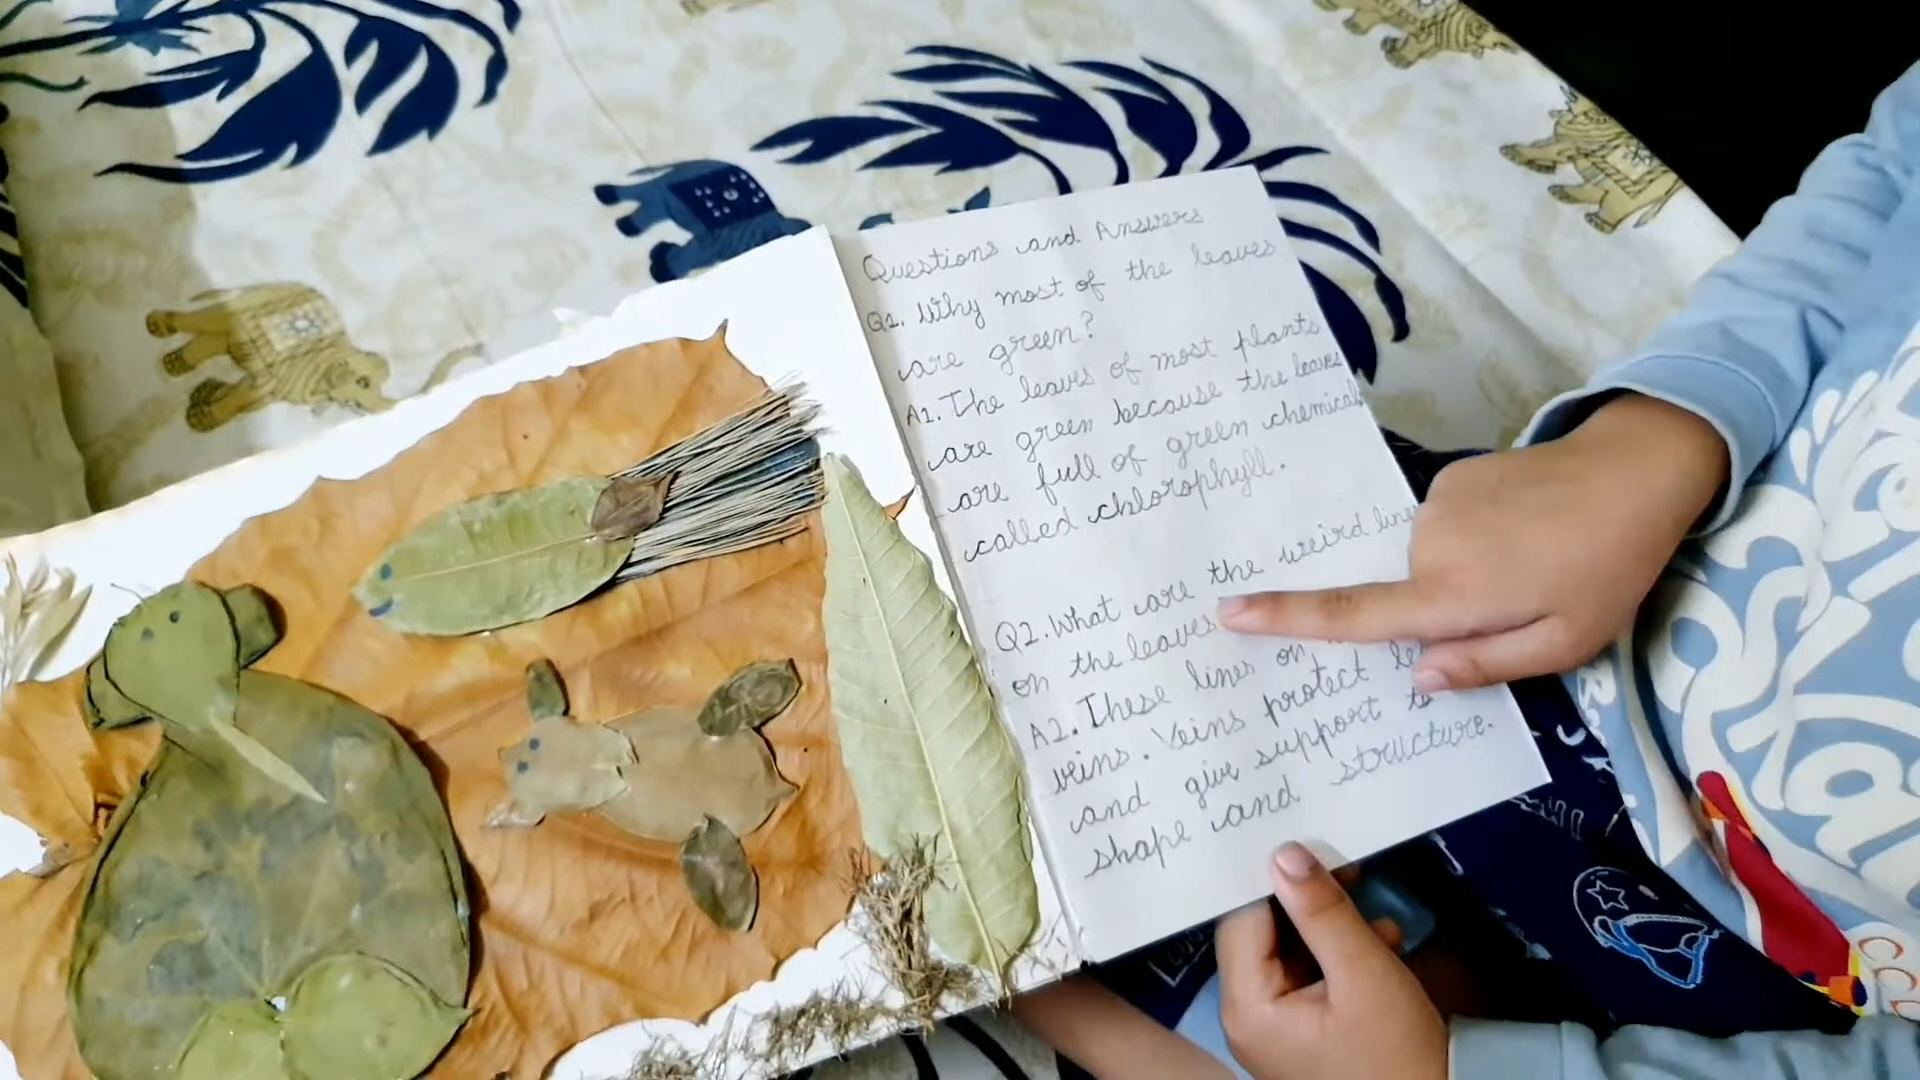 Questions and Answers
Q1. Why most of the leaves
are green?
A1. The leavs of most plants
are green because the leaves
are full of green chemical
called chlorophyll.
Q2. What are the weird line
on the leaves
A2. These lines on
veins. Veins protect
and give support to
shape and structure.